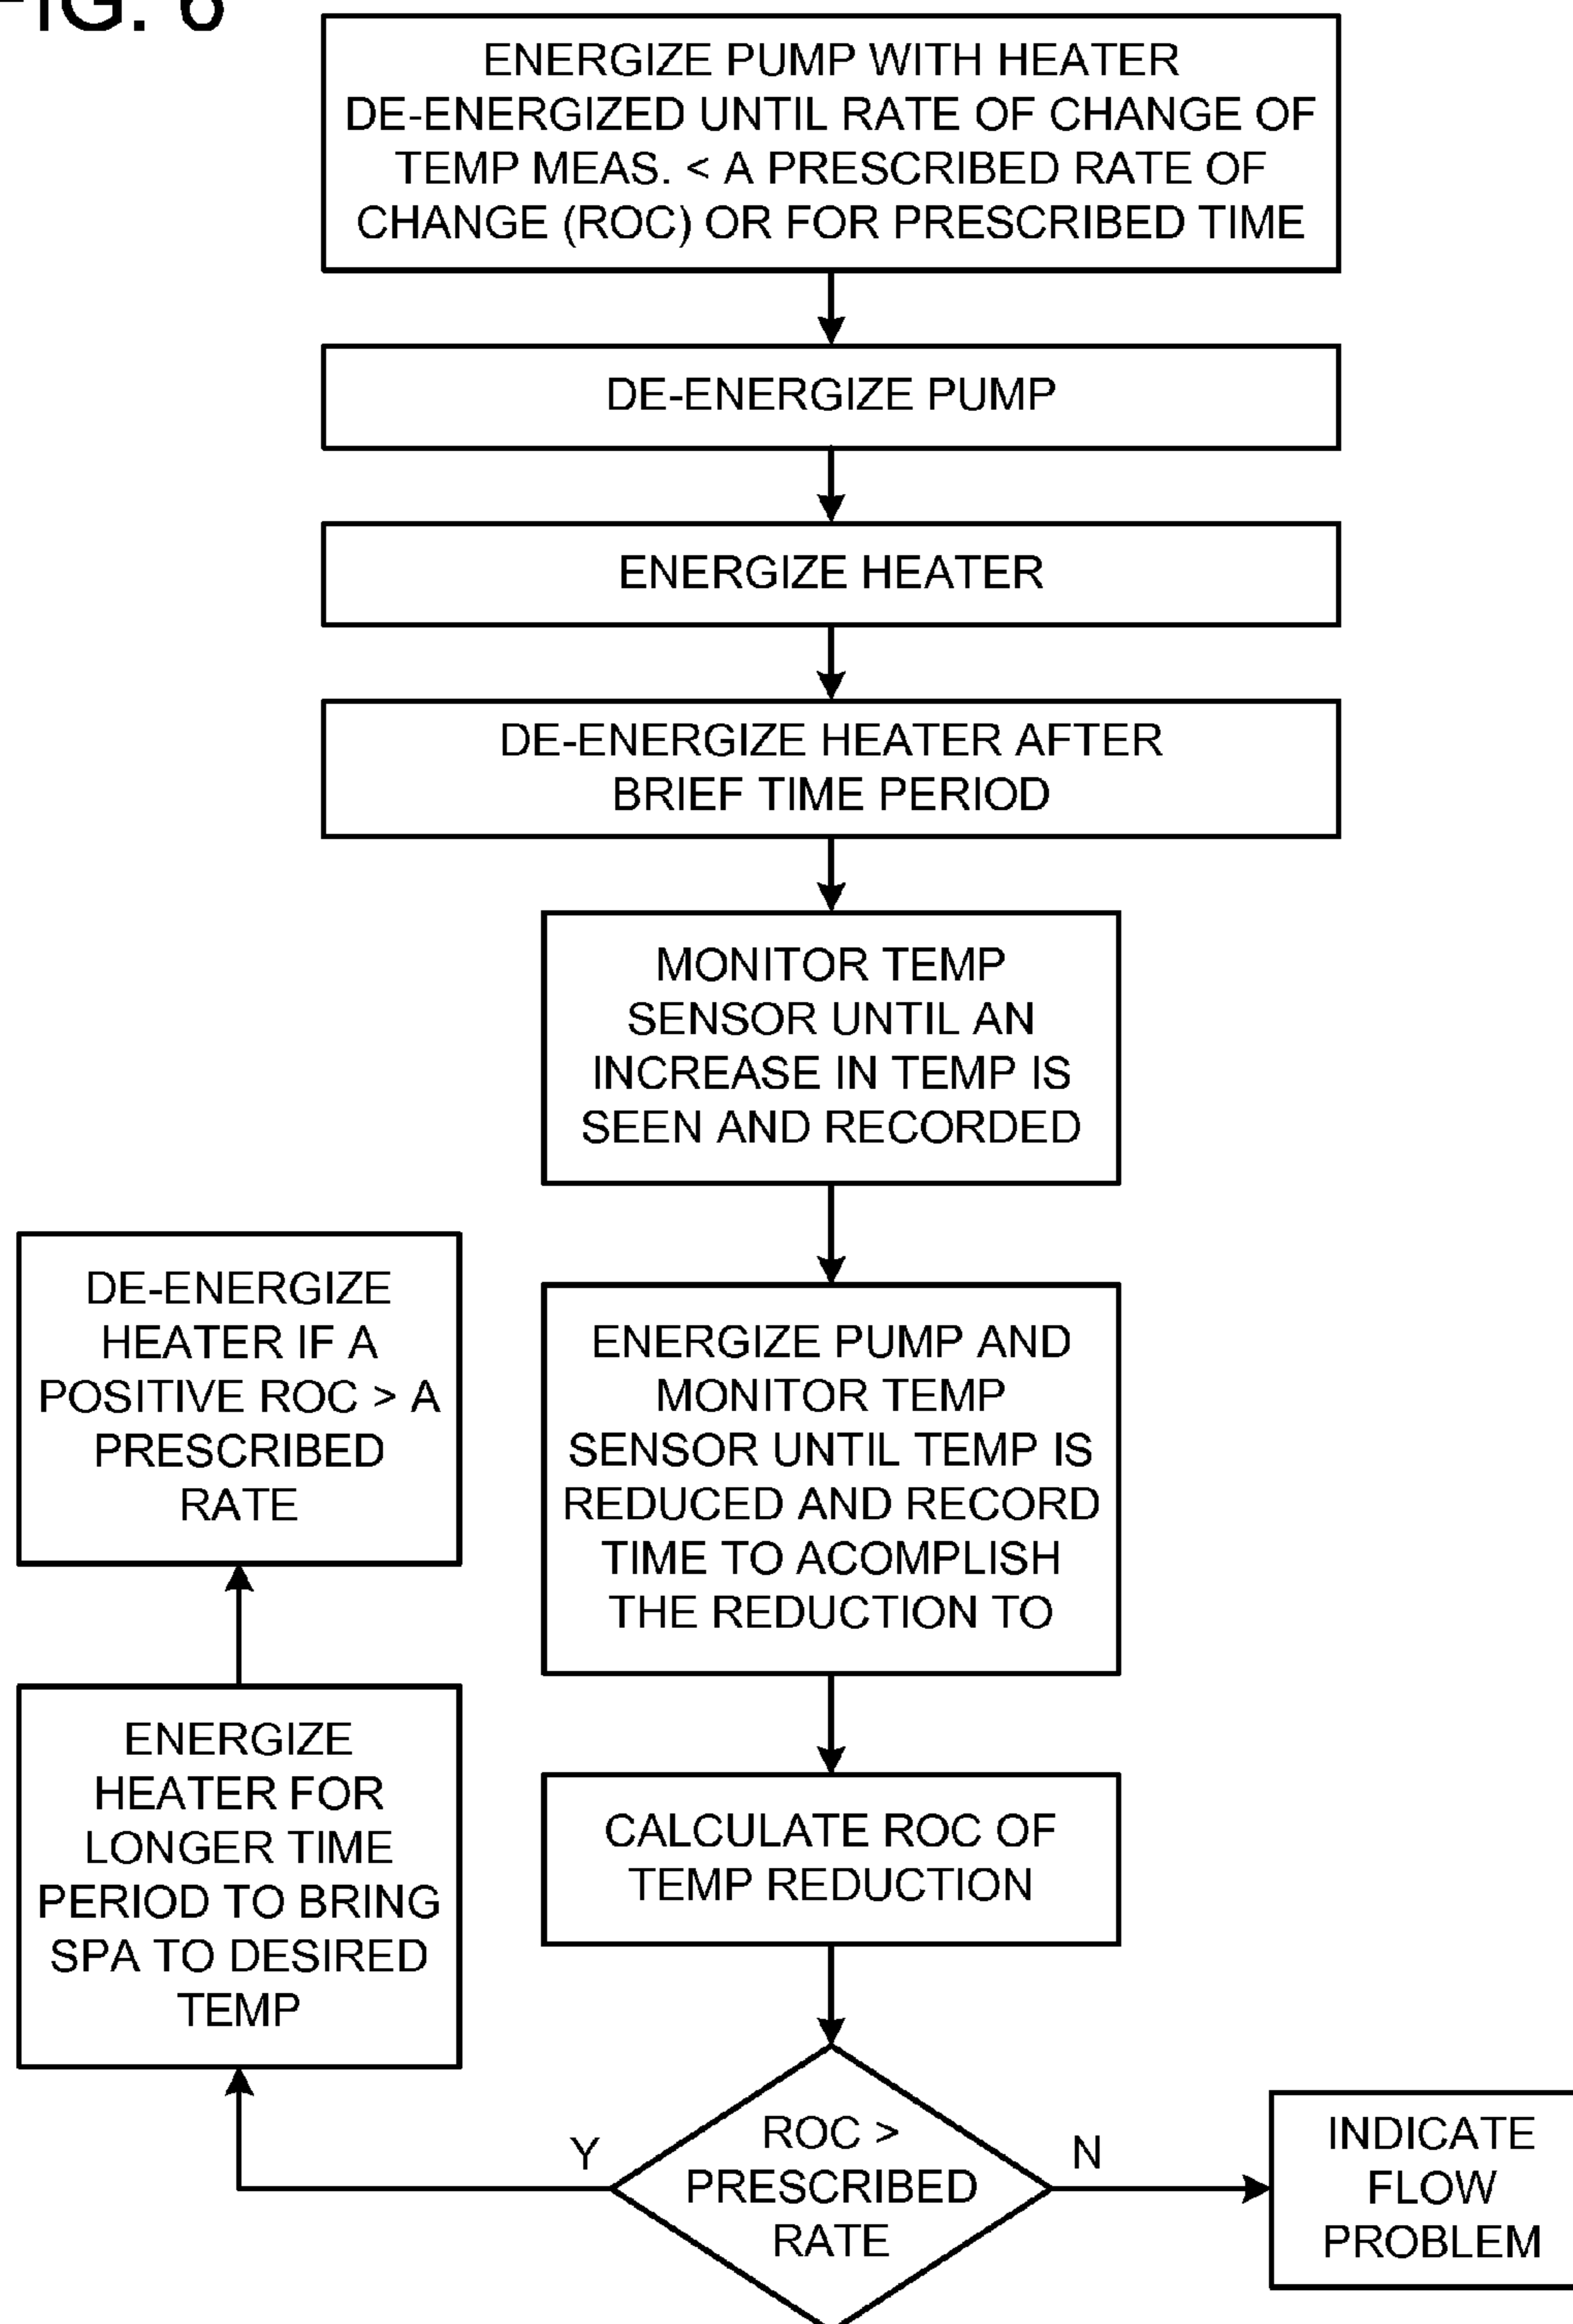 FIG. 6
ENERGIZE PUMP WITH HEATER
DE-ENERGIZED UNTIL RATE OF CHANGE OF
TEMP MEAS. < A PRESCRIBED RATE OF
CHANGE (ROC) OR FOR PRESCRIBED TIME
DE-ENERGIZE PUMP
ENERGIZE HEATER
DE-ENERGIZE HEATER AFTER
BRIEF TIME PERIOD
MONITOR TEMP
SENSOR UNTIL AN
INCREASE IN TEMP IS
SEEN AND RECORDED
ENERGIZE PUMP AND
MONITOR TEMP
SENSOR UNTIL TEMP IS
REDUCED AND RECORD
TIME TO ACOMPLISH
THE REDUCTION TO
CALCULATE ROC OF
TEMP REDUCTION
ROC >
PRESCRIBED
RATE
Y
N
ENERGIZE
HEATER FOR
LONGER TIME
PERIOD TO BRING
SPA TO DESIRED
TEMP
DE-ENERGIZE
HEATER IF A
POSITIVE ROC > A
PRESCRIBED
RATE
INDICATE
FLOW
PROBLEM